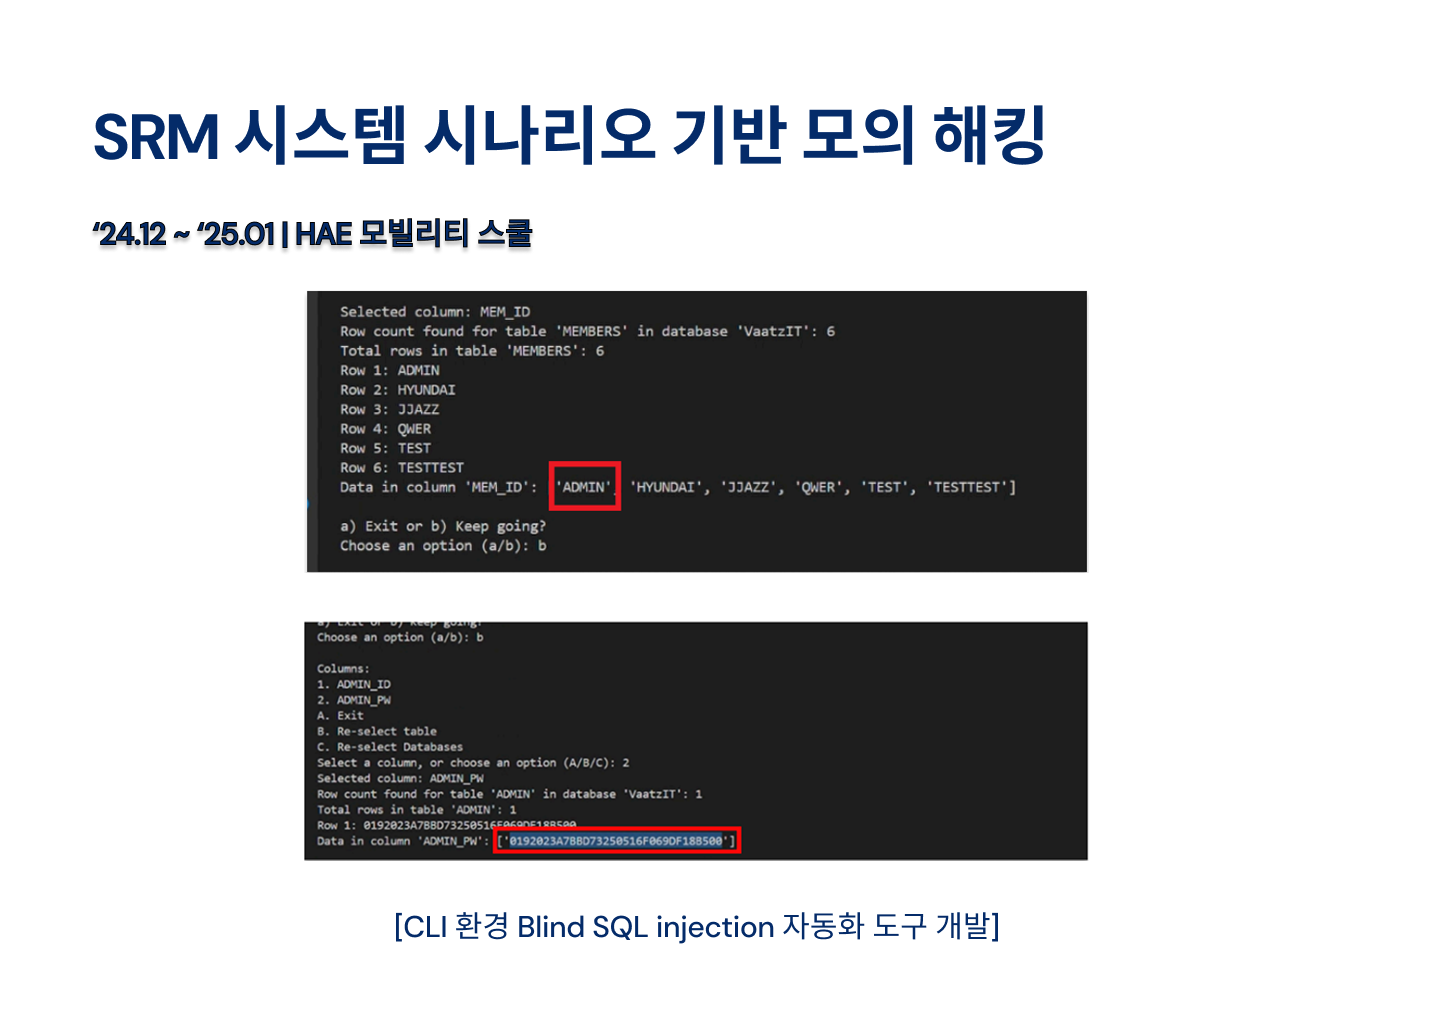 SRM 시스템 시나리오 기반 모의 해킹
‘24.12 ~ ‘25.01 | HAE 모빌리티 스쿨
Selected column: MEM_ID
Row count found for table 'MEMBERS' in database 'VaatzIT': 6
Total rows in table 'MEMBERS': 6
Row 1: ADMIN
Row 2: HYUNDAI
Row 3: JJAZZ
Row 4: QWER
Row 5: TEST
Row 6: TESTTEST
Data in column 'MEM_ID': 'ADMIN', 'HYUNDAI', 'JJAZZ', 'QWER', 'TEST', 'TESTTEST']
a) Exit or b) Keep going?
Choose an option (a/b): b
a) Exit or b) Keep going?
Choose an option (a/b): b
Columns:
1. ADMIN_ID
2. ADMIN_PW
A. Exit
B. Re-select table
C. Re-select Databases
Select a column, or choose an option (A/B/C): 2
Selected column: ADMIN_PW
Row count found for table 'ADMIN' in database 'VaatzIT': 1
Total rows in table 'ADMIN': 1
Row 1: 0192023A7BBD73250516F069DF18B500
Data in column 'ADMIN_PW': ['0192023A7BBD73250516F069DF18B500']
[CLI 환경 Blind SQL injection 자동화 도구 개발]